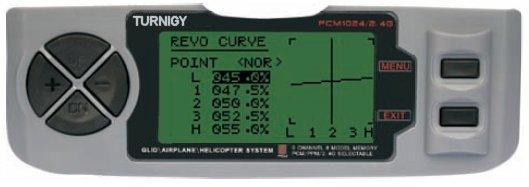 TURNIGY
PCM1024/2.4G
REVO CURVE
POINT <NOR>
L 045.0%
1 047.5%
2 050.0%
3 052.5%
H 055.0%
L 1 2 3 H
+ -
DN
MENU
EXIT
GLID\AIRPLANE\HELICOPTER SYSTEM
8 MODEL MEMORY
PCM/PPM/2.4G SELECTABLE